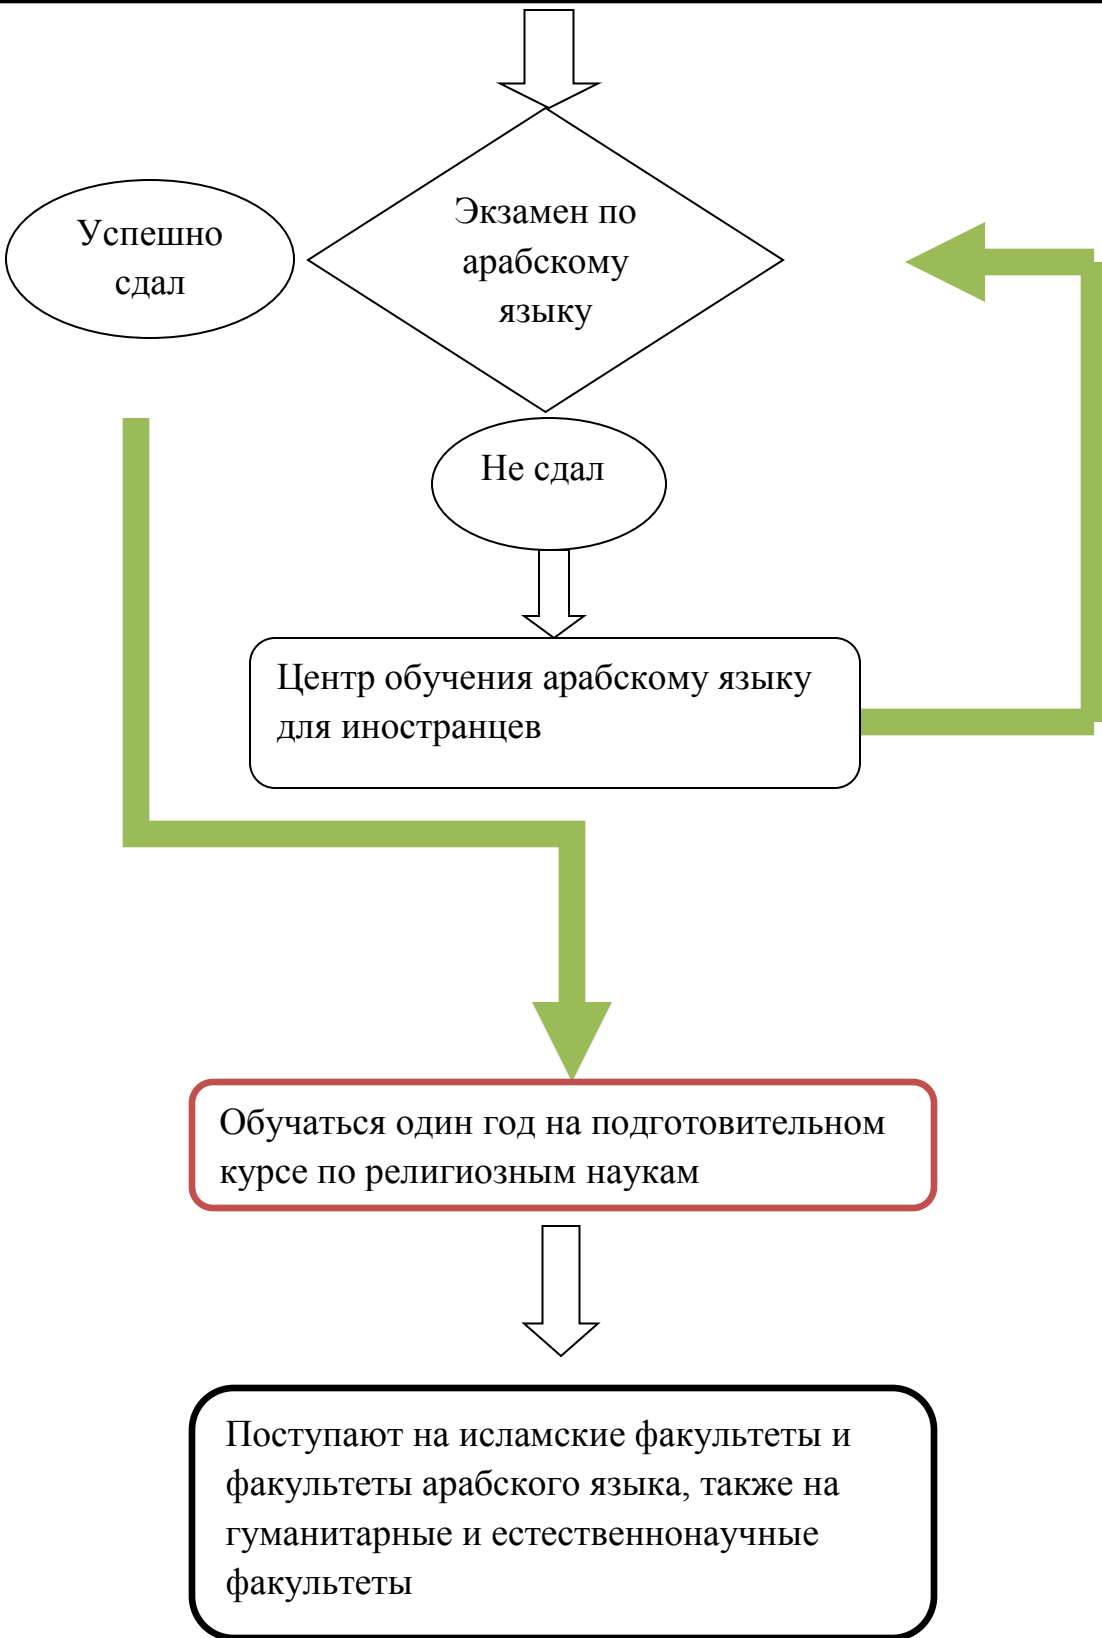 Экзамен по
арабскому
языку
Успешно
сдал
Не сдал
Центр обучения арабскому языку
для иностранцев
Обучаться один год на подготовительном
курсе по религиозным наукам
Поступают на исламские факультеты и
факультеты арабского языка, также на
гуманитарные и естественнонаучные
факультеты